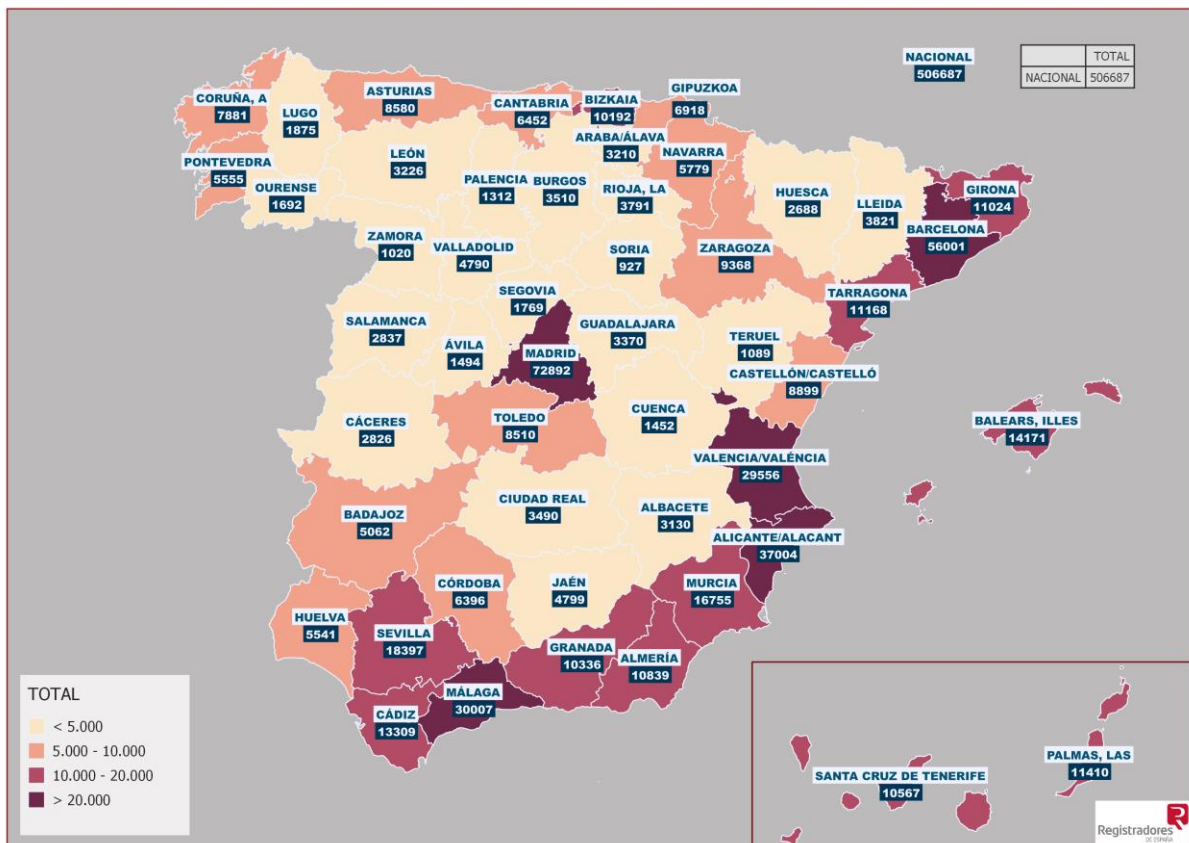 NACIONAL
506687
TOTAL
NACIONAL 506687
CORUÑA, A
7881
LUGO
1875
ASTURIAS
8580
CANTABRIA
6452
BIZKAIA
10192
GIPUZKOA
6918
ARABA/ÁLAVA
3210
NAVARRA
5779
PONTEVEDRA
5555
OURENSE
1692
LEÓN
3226
PALENCIA
1312
BURGOS
3510
RIOJA, LA
3791
HUESCA
2688
LLEIDA
3821
GIRONA
11024
BARCELONA
56001
ZAMORA
1020
VALLADOLID
4790
SORIA
927
ZARAGOZA
9368
TARRAGONA
11168
SEGOVIA
1769
SALAMANCA
2837
ÁVILA
1494
MADRID
72892
GUADALAJARA
3370
TERUEL
1089
CASTELLÓN/CASTELLÓ
8899
CÁCERES
2826
TOLEDO
8510
CUENCA
1452
BALEARS, ILLES
14171
VALENCIA/VALÉNCIA
29556
BADAJOZ
5062
CIUDAD REAL
3490
ALBACETE
3130
ALICANTE/ALACANT
37004
CÓRDOBA
6396
JAÉN
4799
MURCIA
16755
HUELVA
5541
SEVILLA
18397
GRANADA
10336
ALMERÍA
10839
MÁLAGA
30007
CÁDIZ
13309
TOTAL
< 5.000
5.000 - 10.000
10.000 - 20.000
> 20.000
PALMAS, LAS
11410
SANTA CRUZ DE TENERIFE
10567
Registradores
DE ESPAÑA